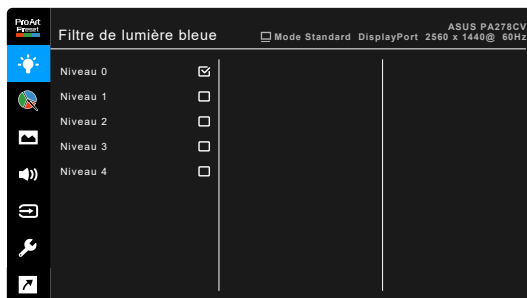 ProArt
Preset
Filtre de lumière bleue
ASUS PA278CV
Mode Standard DisplayPort 2560 x 1440@ 60Hz
Niveau 0
Niveau 1
Niveau 2
Niveau 3
Niveau 4